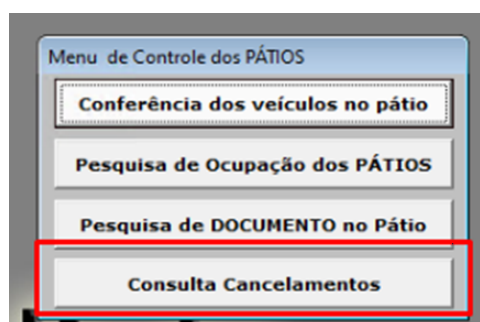 Menu de Controle dos PÁTIOS
Conferência dos veículos no pátio
Pesquisa de Ocupação dos PÁTIOS
Pesquisa de DOCUMENTO no Pátio
Consulta Cancelamentos